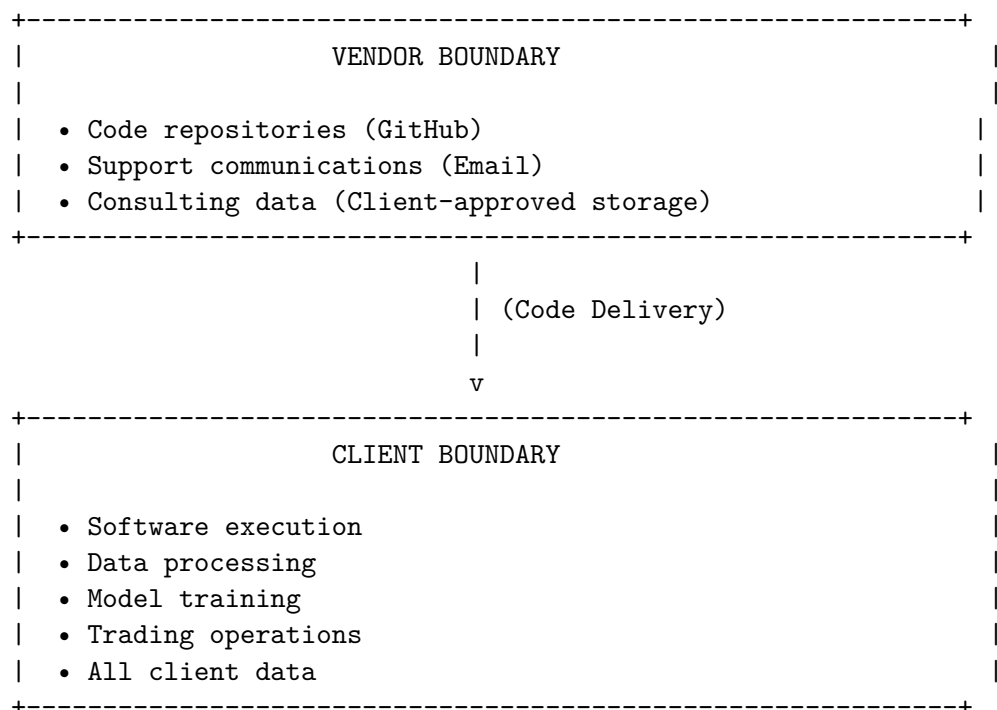 +-------------------------------------------------------------+
|                    VENDOR BOUNDARY                            |
|                                                               |
|  • Code repositories (GitHub)                                |
|  • Support communications (Email)                            |
|  • Consulting data (Client-approved storage)                 |
+-------------------------------------------------------------+
                              |
                              | (Code Delivery)
                              |
                              v
+-------------------------------------------------------------+
|                    CLIENT BOUNDARY                            |
|                                                               |
|  • Software execution                                         |
|  • Data processing                                            |
|  • Model training                                             |
|  • Trading operations                                         |
|  • All client data                                            |
+-------------------------------------------------------------+